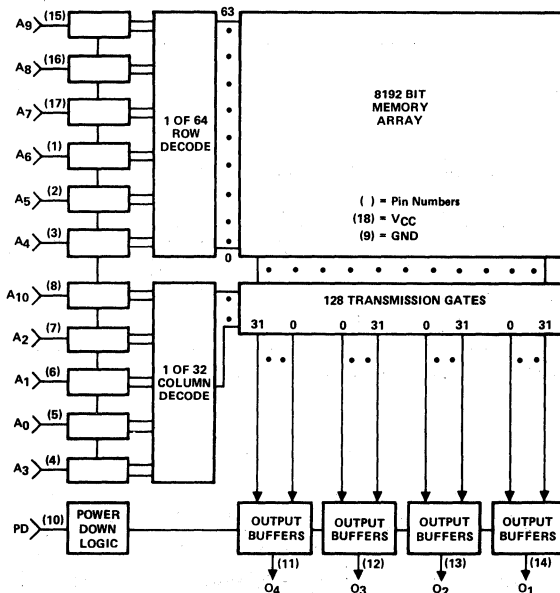 A9 (15)
A8 (16)
A7 (17)
A6 (1)
A5 (2)
A4 (3)
1 OF 64
ROW
DECODE
63
0
8192 BIT
MEMORY
ARRAY
( ) = Pin Numbers
(18) = VCC
(9) = GND
A10 (8)
A2 (7)
A1 (6)
A0 (5)
A3 (4)
1 OF 32
COLUMN
DECODE
128 TRANSMISSION GATES
31 0 0 31 0 31 0 31
PD (10)
POWER
DOWN
LOGIC
OUTPUT
BUFFERS
OUTPUT
BUFFERS
OUTPUT
BUFFERS
OUTPUT
BUFFERS
(11) (12) (13) (14)
O4 O3 O2 O1